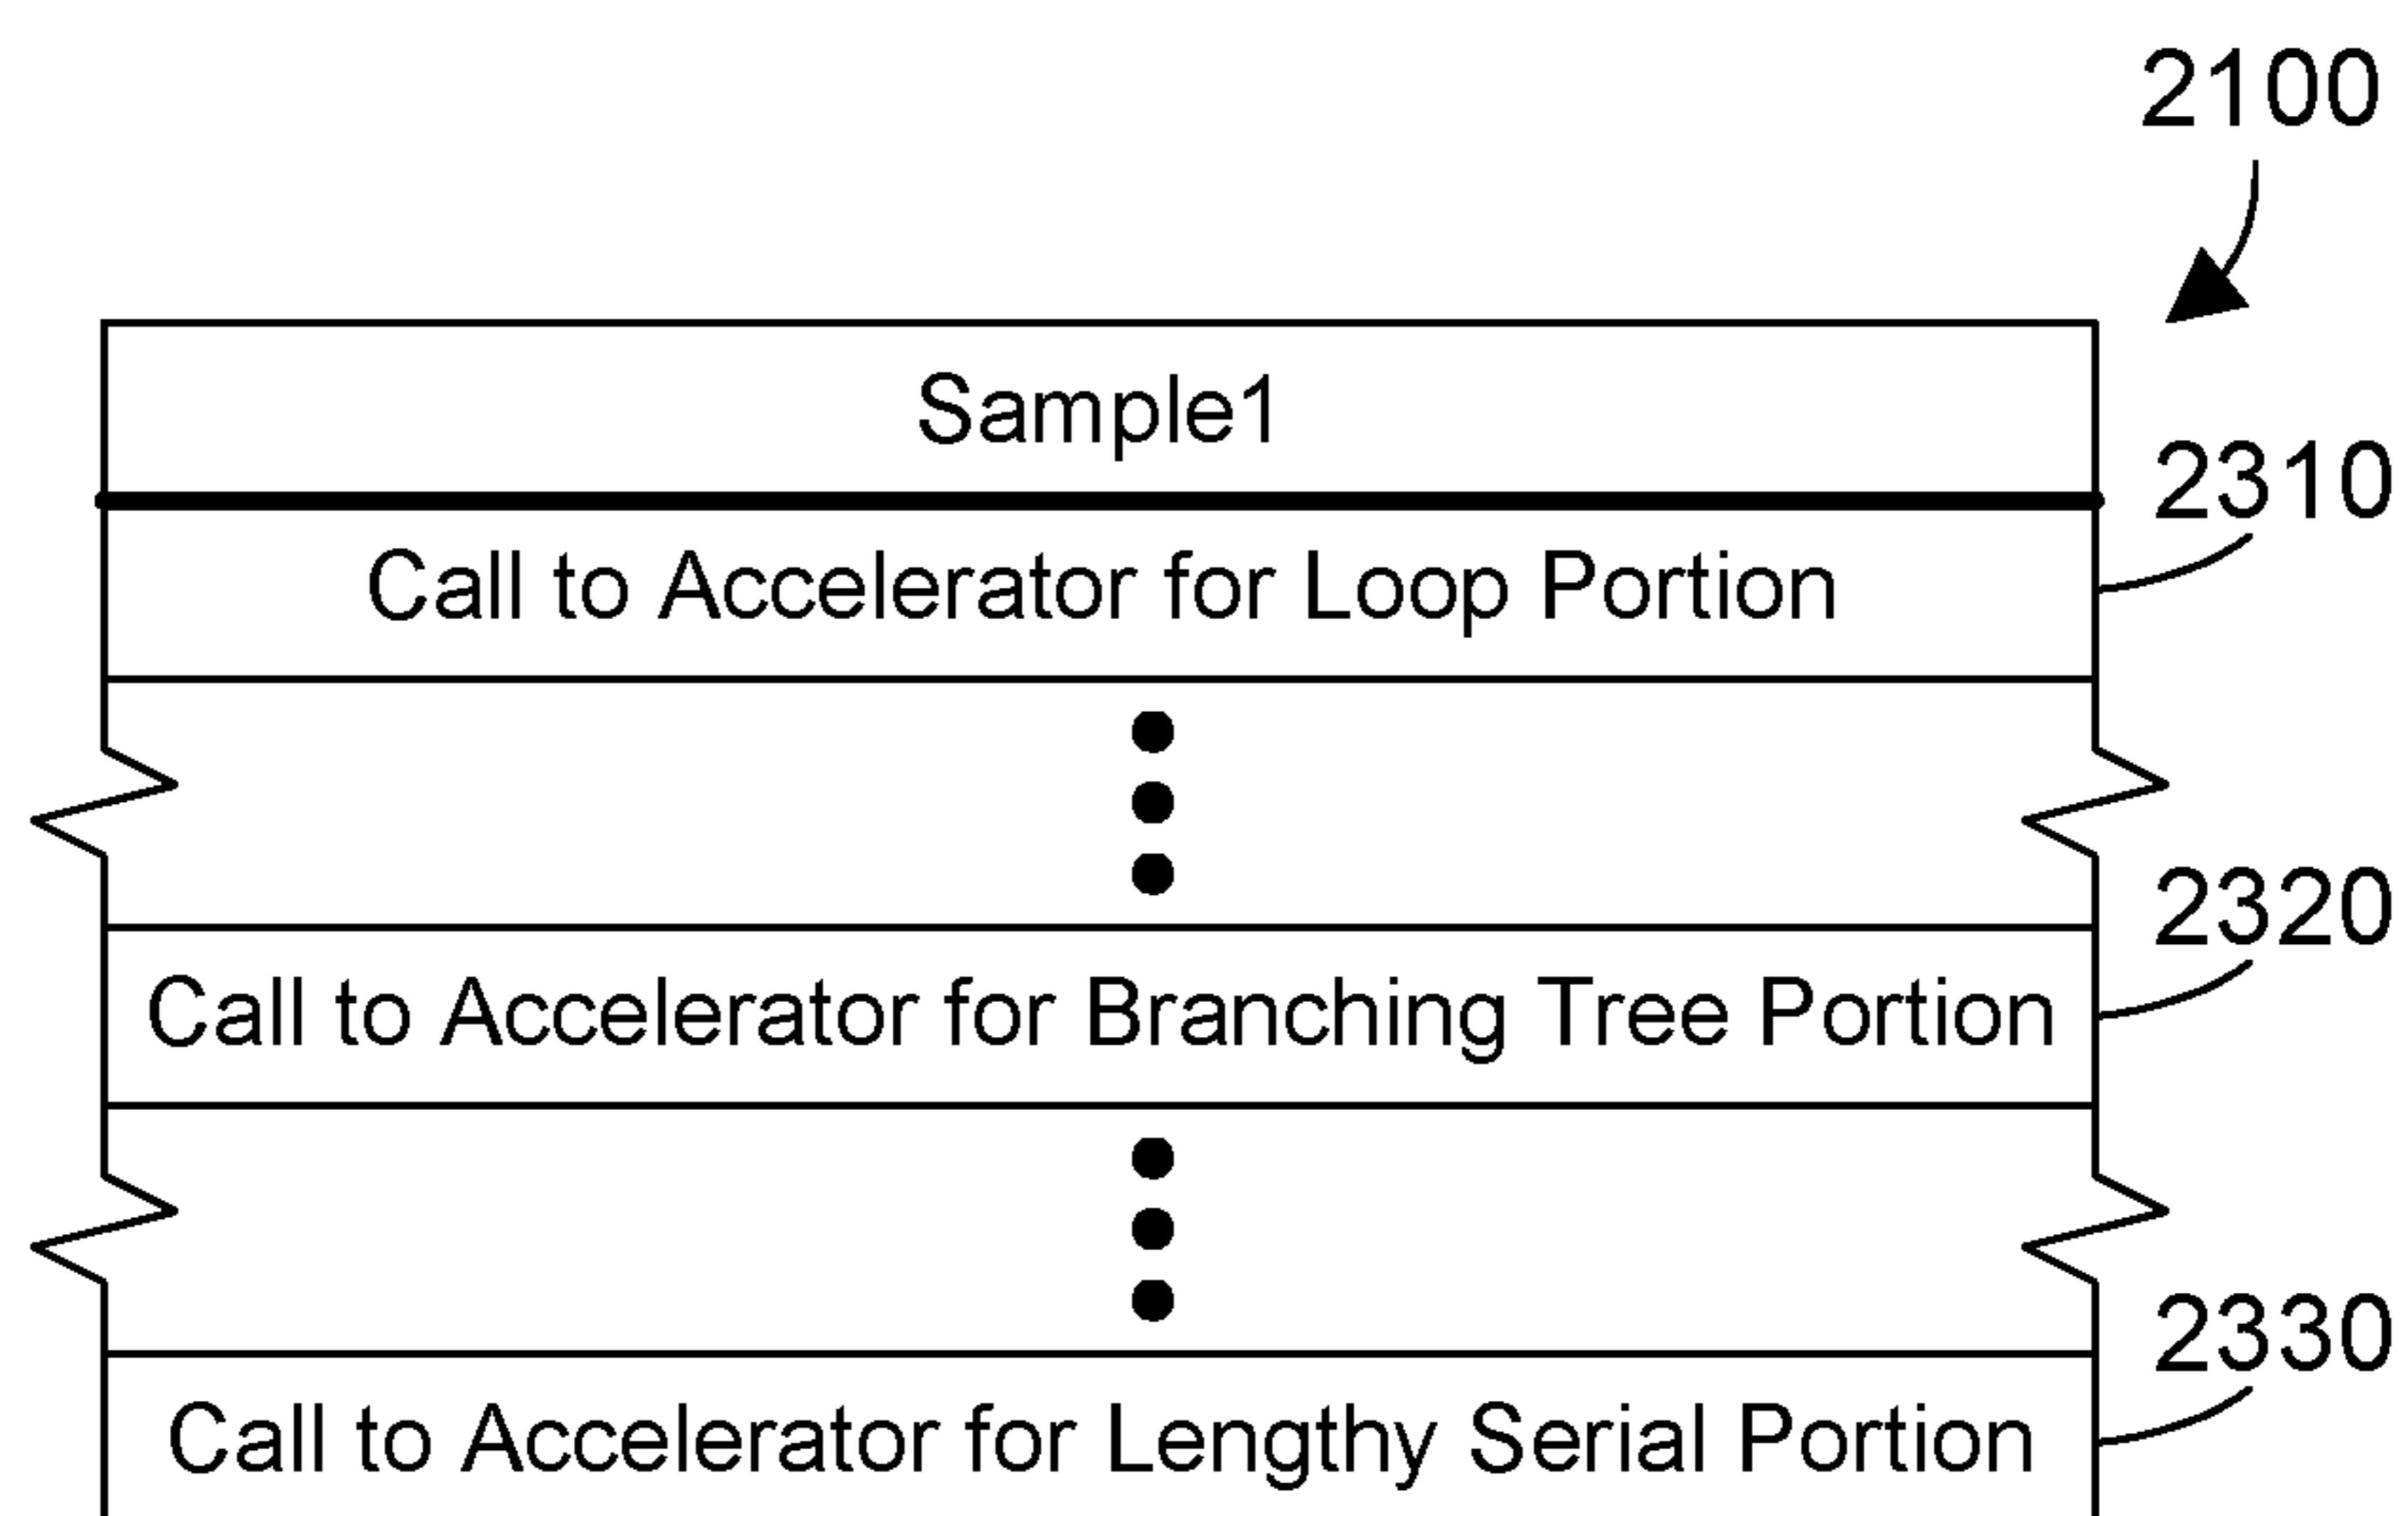 2100
Sample1
2310
Call to Accelerator for Loop Portion
2320
Call to Accelerator for Branching Tree Portion
2330
Call to Accelerator for Lengthy Serial Portion